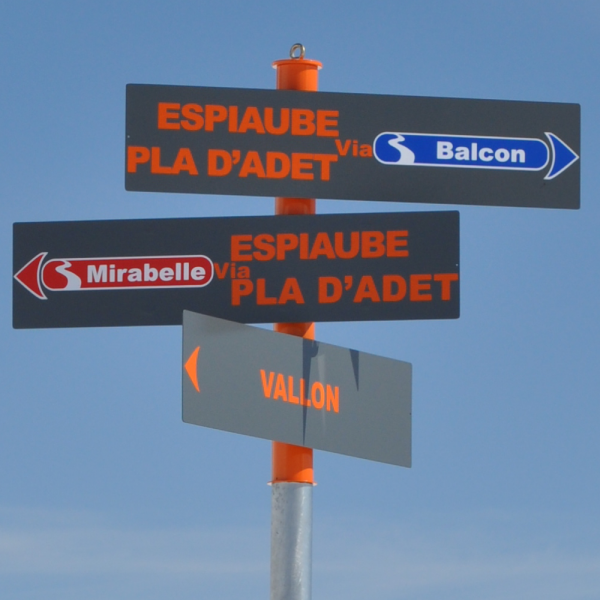 ESPIAUBE
PLA D'ADET
Via
Balcon
Mirabelle
Via
ESPIAUBE
PLA D'ADET
VALLON